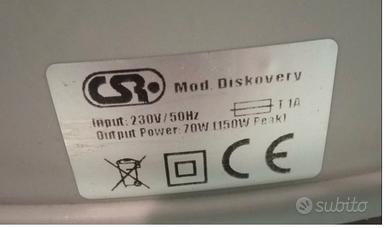 CSR Mod. Diskovery
Input: 230V/50Hz T 1A
Output Power: 70W (150W Peak)
CE
subito